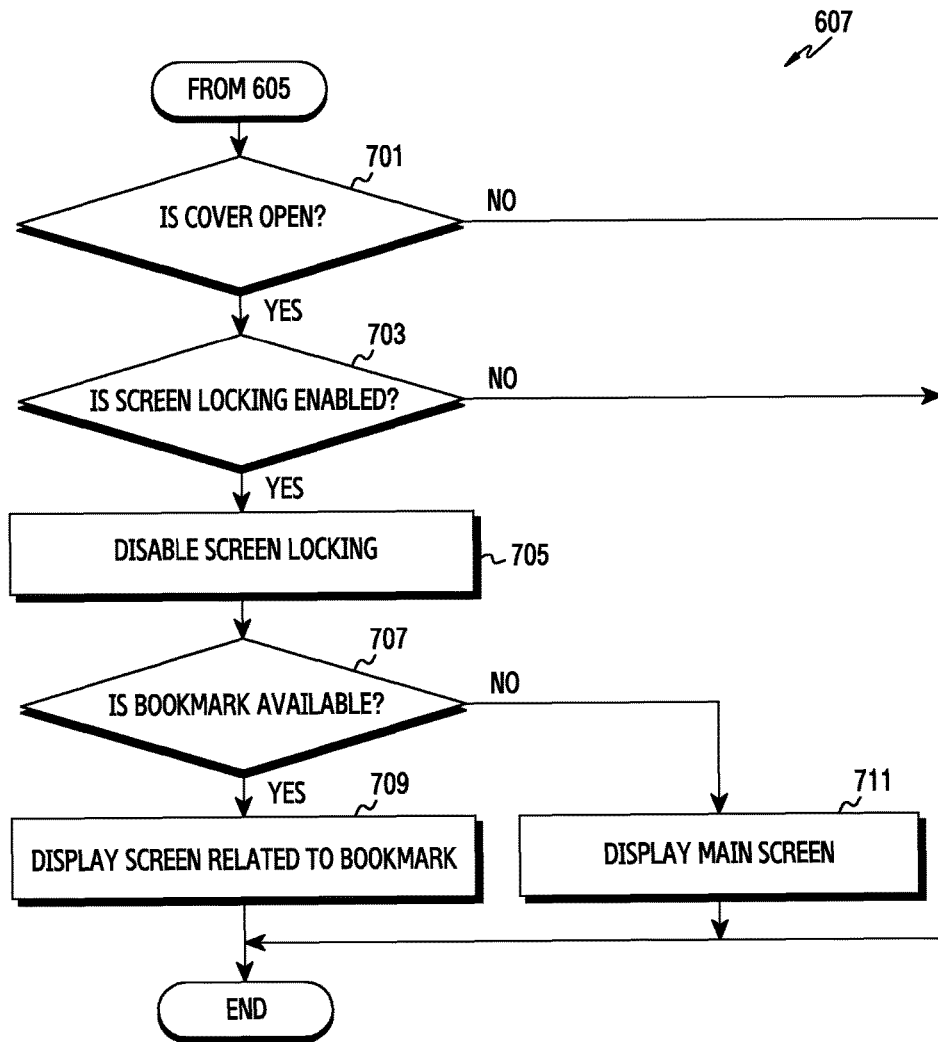 607
FROM 605
701
IS COVER OPEN?
NO
YES
703
IS SCREEN LOCKING ENABLED?
NO
YES
DISABLE SCREEN LOCKING
705
707
IS BOOKMARK AVAILABLE?
NO
YES
709
DISPLAY SCREEN RELATED TO BOOKMARK
711
DISPLAY MAIN SCREEN
END